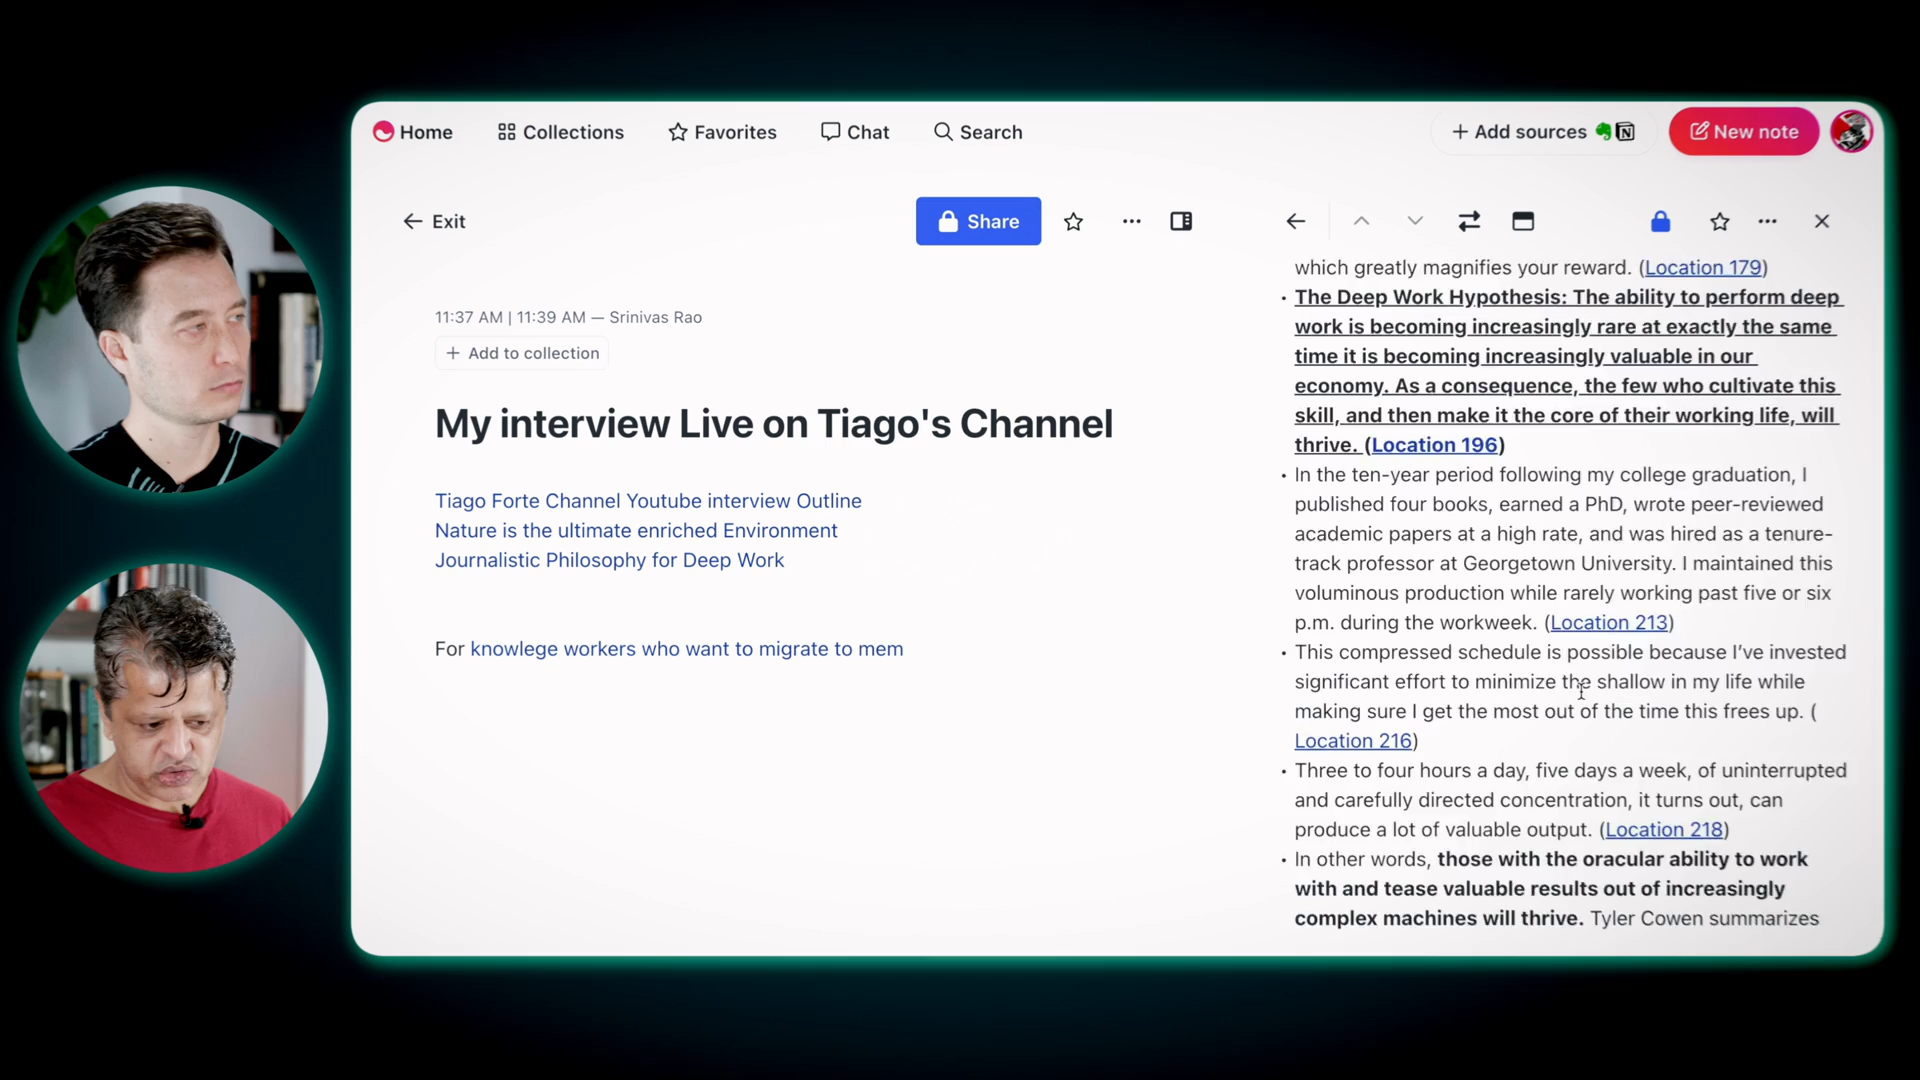 Home
Collections
Favorites
Chat
Search
+ Add sources
New note
← Exit
Share
11:37 AM | 11:39 AM — Srinivas Rao
+ Add to collection
My interview Live on Tiago's Channel
Tiago Forte Channel Youtube interview Outline
Nature is the ultimate enriched Environment
Journalistic Philosophy for Deep Work
For knowlege workers who want to migrate to mem
which greatly magnifies your reward. (Location 179)
• The Deep Work Hypothesis: The ability to perform deep
work is becoming increasingly rare at exactly the same
time it is becoming increasingly valuable in our
economy. As a consequence, the few who cultivate this
skill, and then make it the core of their working life, will
thrive. (Location 196)
• In the ten-year period following my college graduation, I
published four books, earned a PhD, wrote peer-reviewed
academic papers at a high rate, and was hired as a tenure-
track professor at Georgetown University. I maintained this
voluminous production while rarely working past five or six
p.m. during the workweek. (Location 213)
• This compressed schedule is possible because I've invested
significant effort to minimize the shallow in my life while
making sure I get the most out of the time this frees up. (
Location 216)
• Three to four hours a day, five days a week, of uninterrupted
and carefully directed concentration, it turns out, can
produce a lot of valuable output. (Location 218)
• In other words, those with the oracular ability to work
with and tease valuable results out of increasingly
complex machines will thrive. Tyler Cowen summarizes